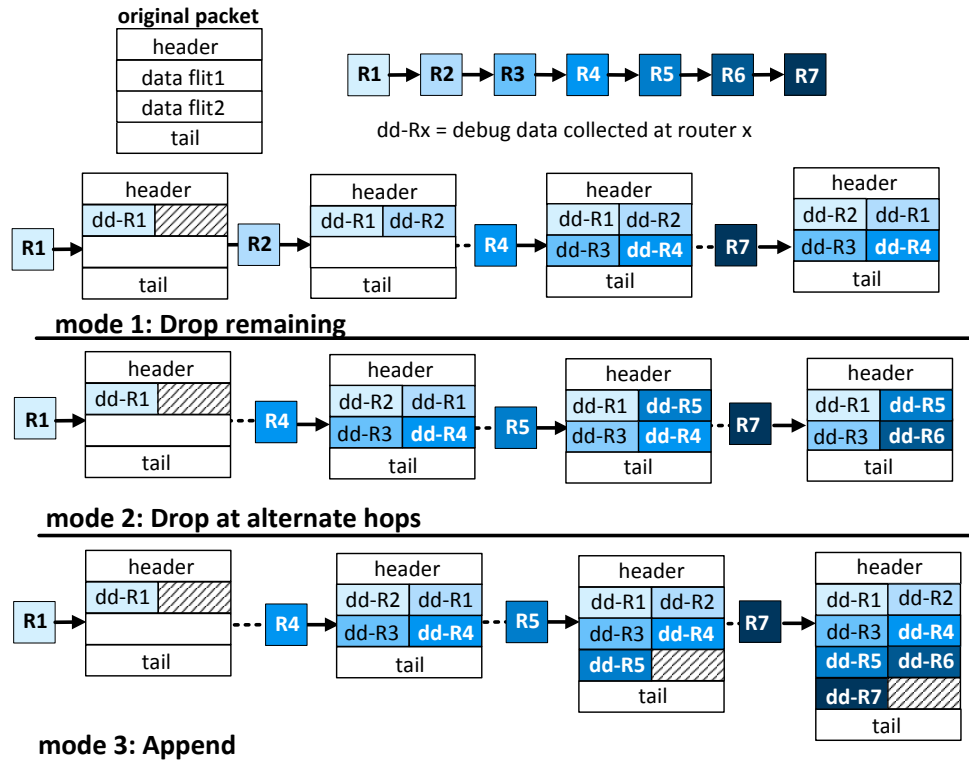 original packet
header
data flit1
data flit2
tail
R1 R2 R3 R4 R5 R6 R7
dd-Rx = debug data collected at router x
header header header header
dd-R1 dd-R1 dd-R2 dd-R1 dd-R2 dd-R2 dd-R1
R1 R2 R4 R7
dd-R3 dd-R4 dd-R3 dd-R4
tail tail tail tail
mode 1: Drop remaining
header header header header
dd-R1 dd-R2 dd-R1 dd-R1 dd-R5 dd-R1 dd-R5
R1 R4 R5 R7
dd-R3 dd-R4 dd-R3 dd-R4 dd-R3 dd-R6
tail tail tail tail
mode 2: Drop at alternate hops
header header header header
dd-R1 dd-R2 dd-R1 dd-R1 dd-R2 dd-R1 dd-R2
R1 R4 R5 R7
dd-R3 dd-R4 dd-R3 dd-R4 dd-R3 dd-R4
tail tail dd-R5 dd-R5 dd-R6
tail dd-R7
tail
mode 3: Append